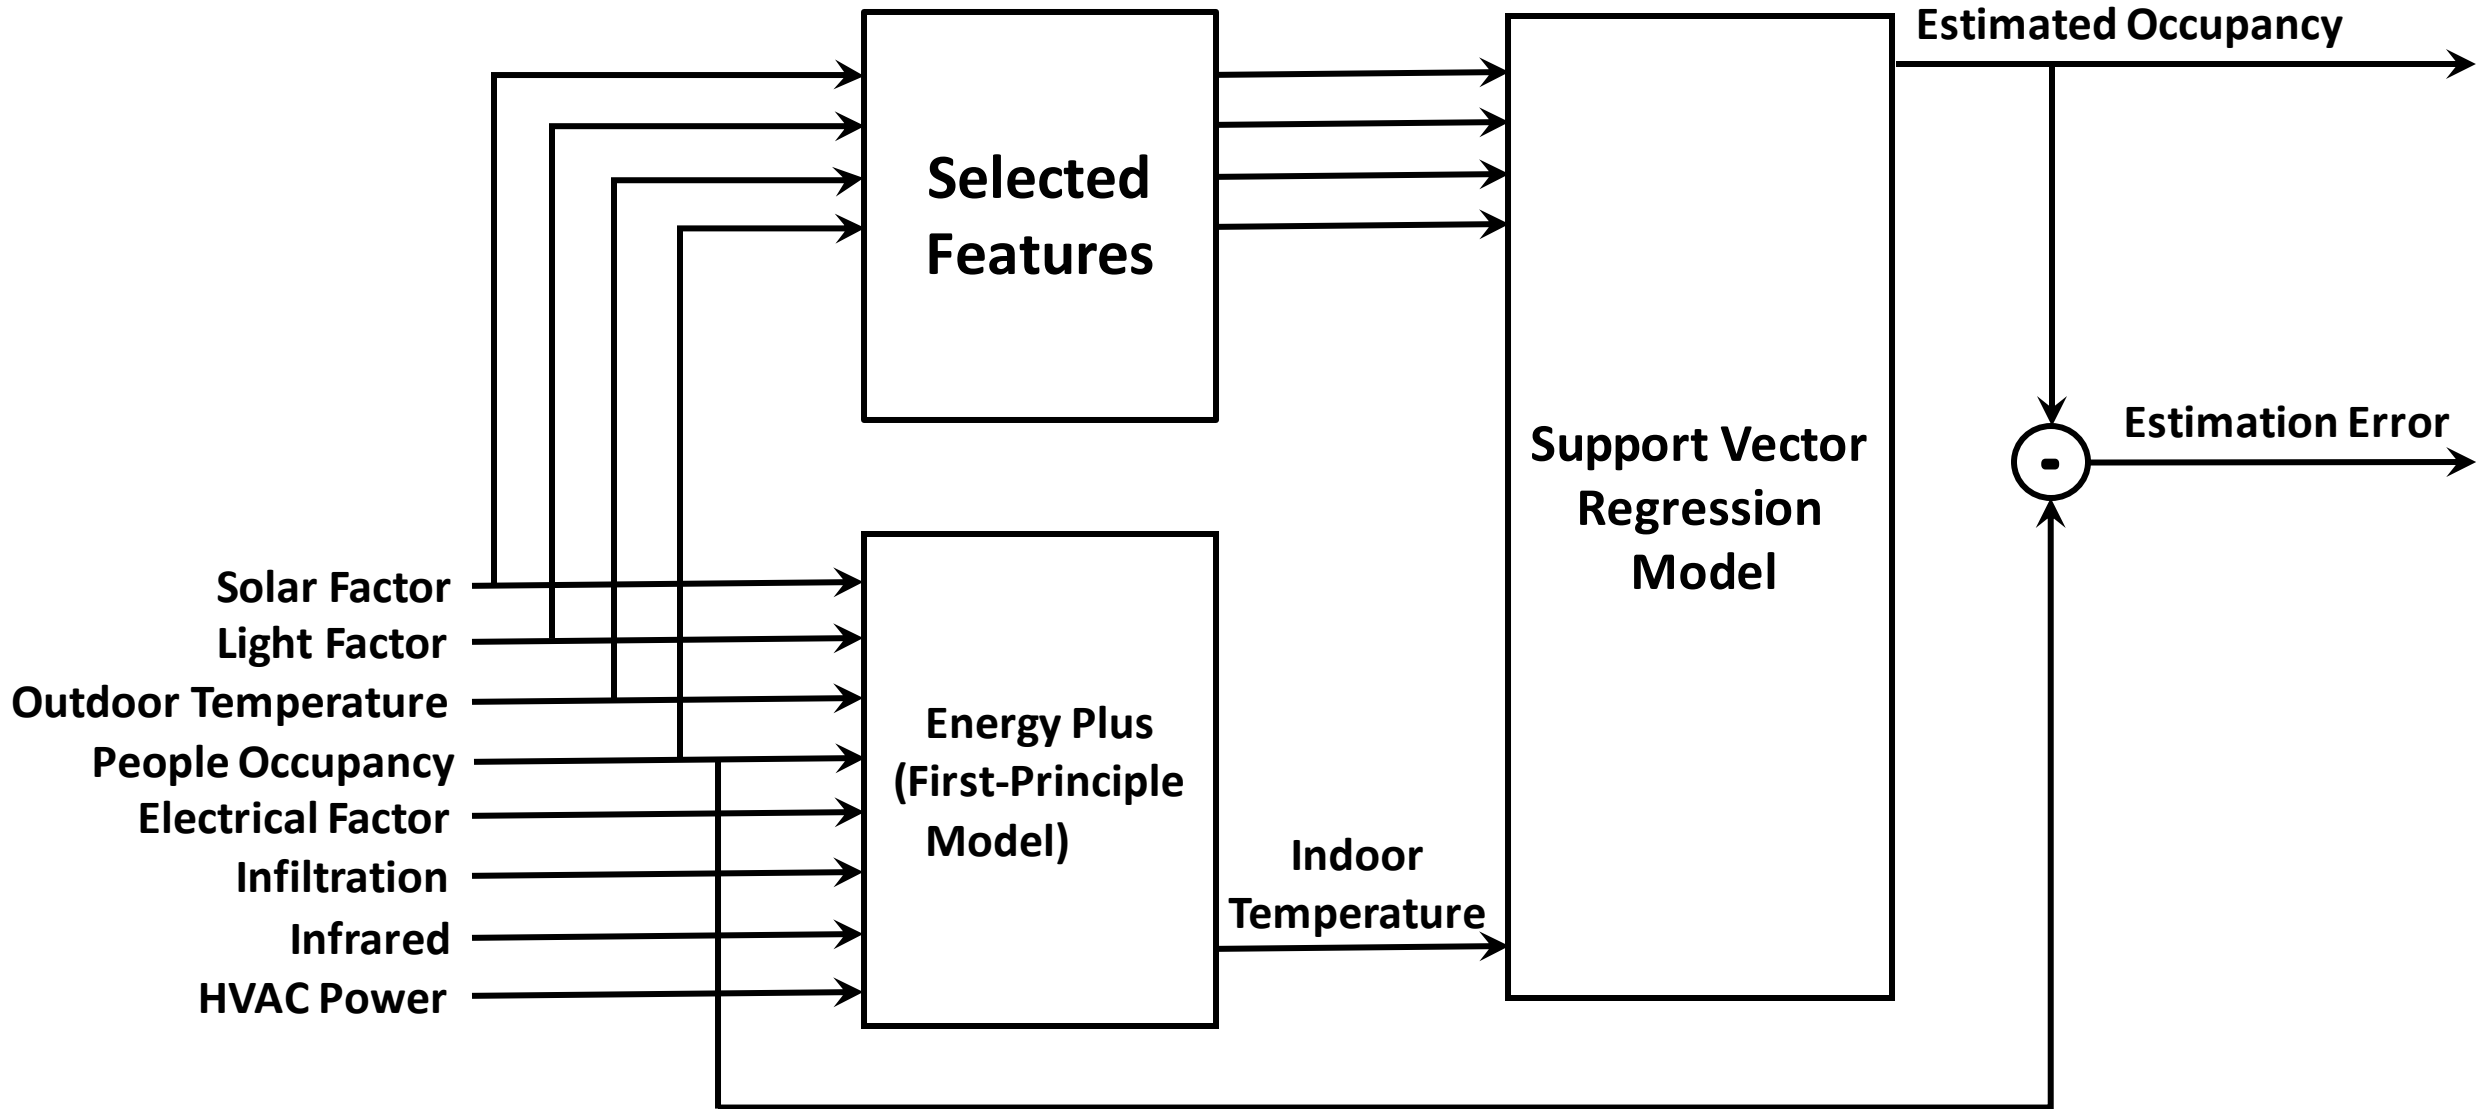 Estimated Occupancy
Selected
Features
Estimation Error
Support Vector
Regression
Model
Solar Factor
Light Factor
Outdoor Temperature
People Occupancy
Electrical Factor
Infiltration
Infrared
HVAC Power
Energy Plus
(First-Principle
Model)
Indoor
Temperature
-